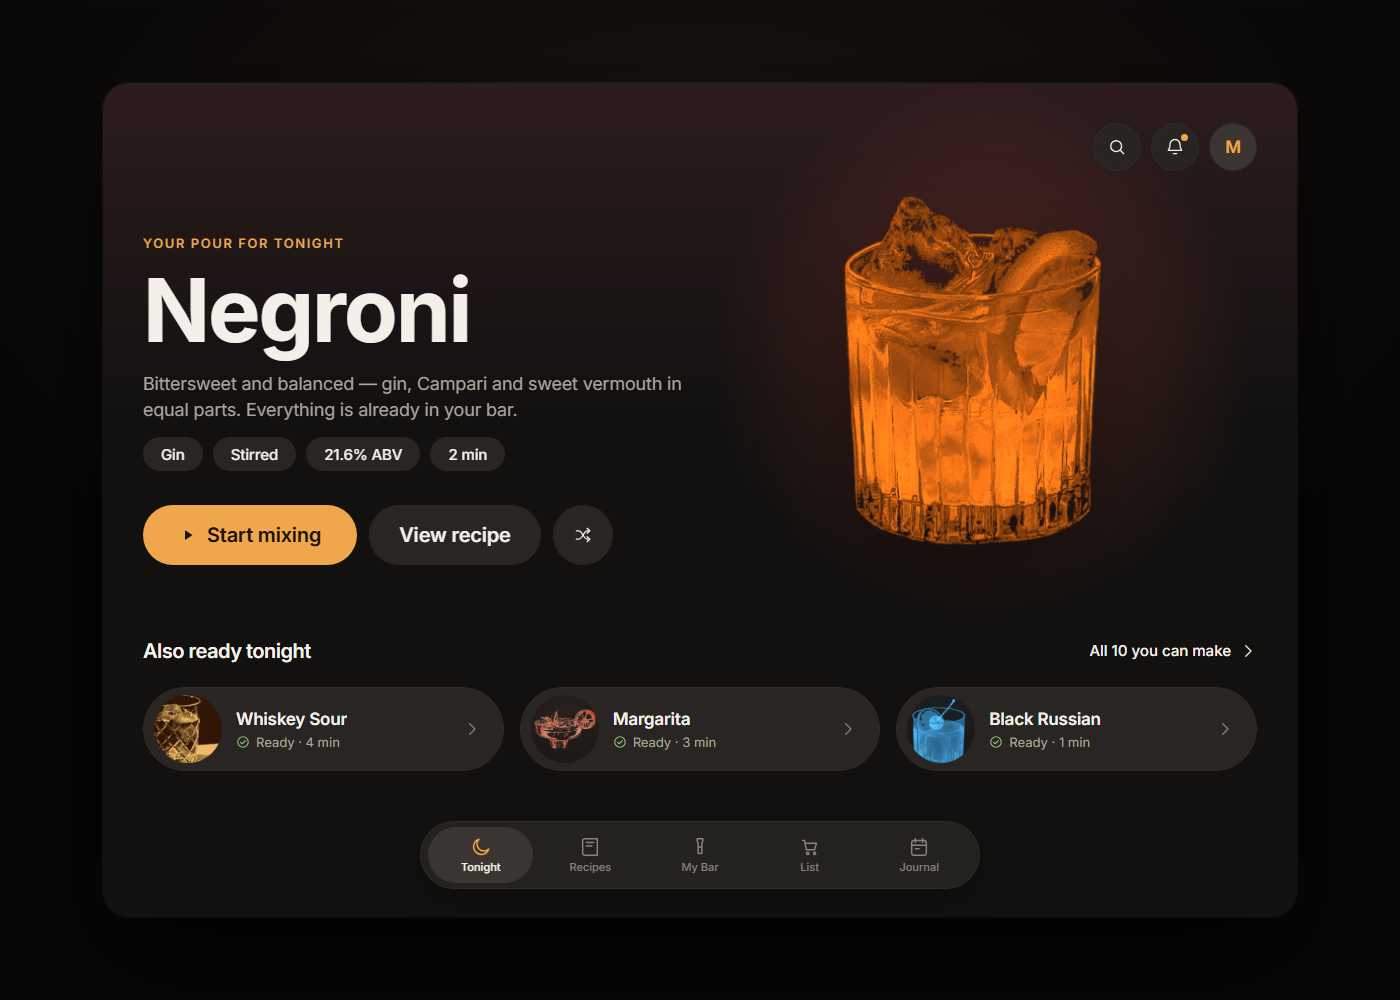 M
YOUR POUR FOR TONIGHT
Negroni
Bittersweet and balanced — gin, Campari and sweet vermouth in
equal parts. Everything is already in your bar.
Gin
Stirred
21.6% ABV
2 min
Start mixing
View recipe
Also ready tonight
All 10 you can make
Whiskey Sour
Ready · 4 min
Margarita
Ready · 3 min
Black Russian
Ready · 1 min
Tonight
Recipes
My Bar
List
Journal